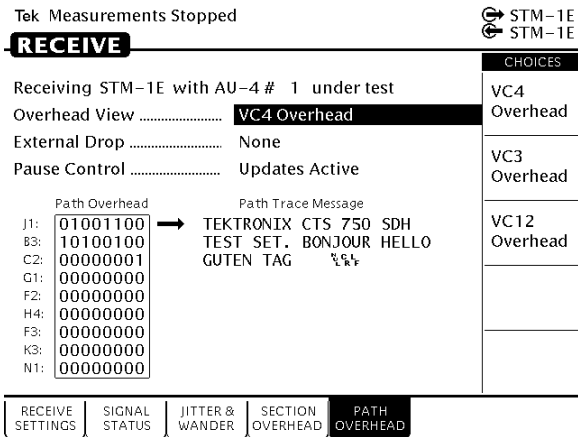 Tek Measurements Stopped
STM-1E
STM-1E
RECEIVE
CHOICES
Receiving STM-1E with AU-4 # 1 under test
Overhead View ...................... VC4 Overhead
External Drop ........................ None
Pause Control ........................ Updates Active
Path Overhead Path Trace Message
J1: 01001100 TEKTRONIX CTS 750 SDH
B3: 10100100 TEST SET. BONJOUR HELLO
C2: 00000001 GUTEN TAG NUL CR LF
G1: 00000000
F2: 00000000
H4: 00000000
F3: 00000000
K3: 00000000
N1: 00000000
VC4
Overhead
VC3
Overhead
VC12
Overhead
RECEIVE SETTINGS
SIGNAL STATUS
JITTER & WANDER
SECTION OVERHEAD
PATH OVERHEAD